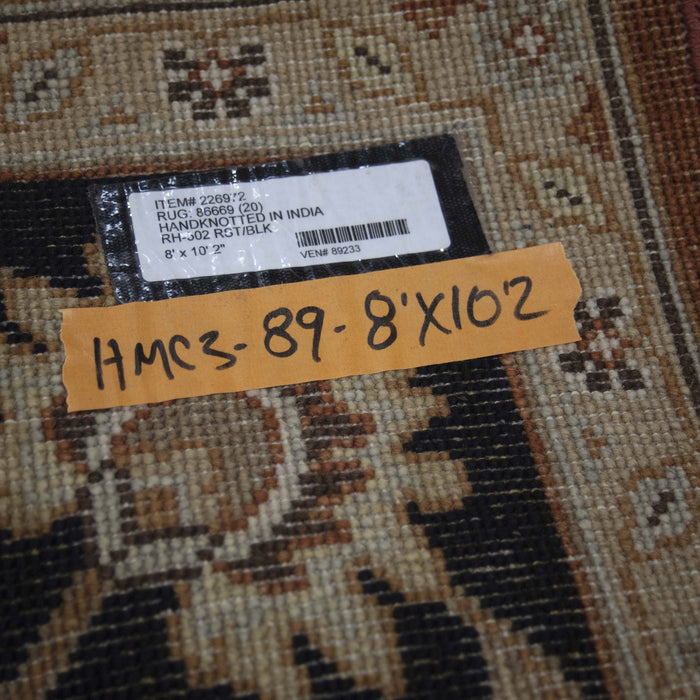 ITEM# 226972
RUG: 86669 (20)
HANDKNOTTED IN INDIA
RH-502 RST/BLK
8' x 10' 2"
VEN# 89233
HMC3-89-8'X10'2